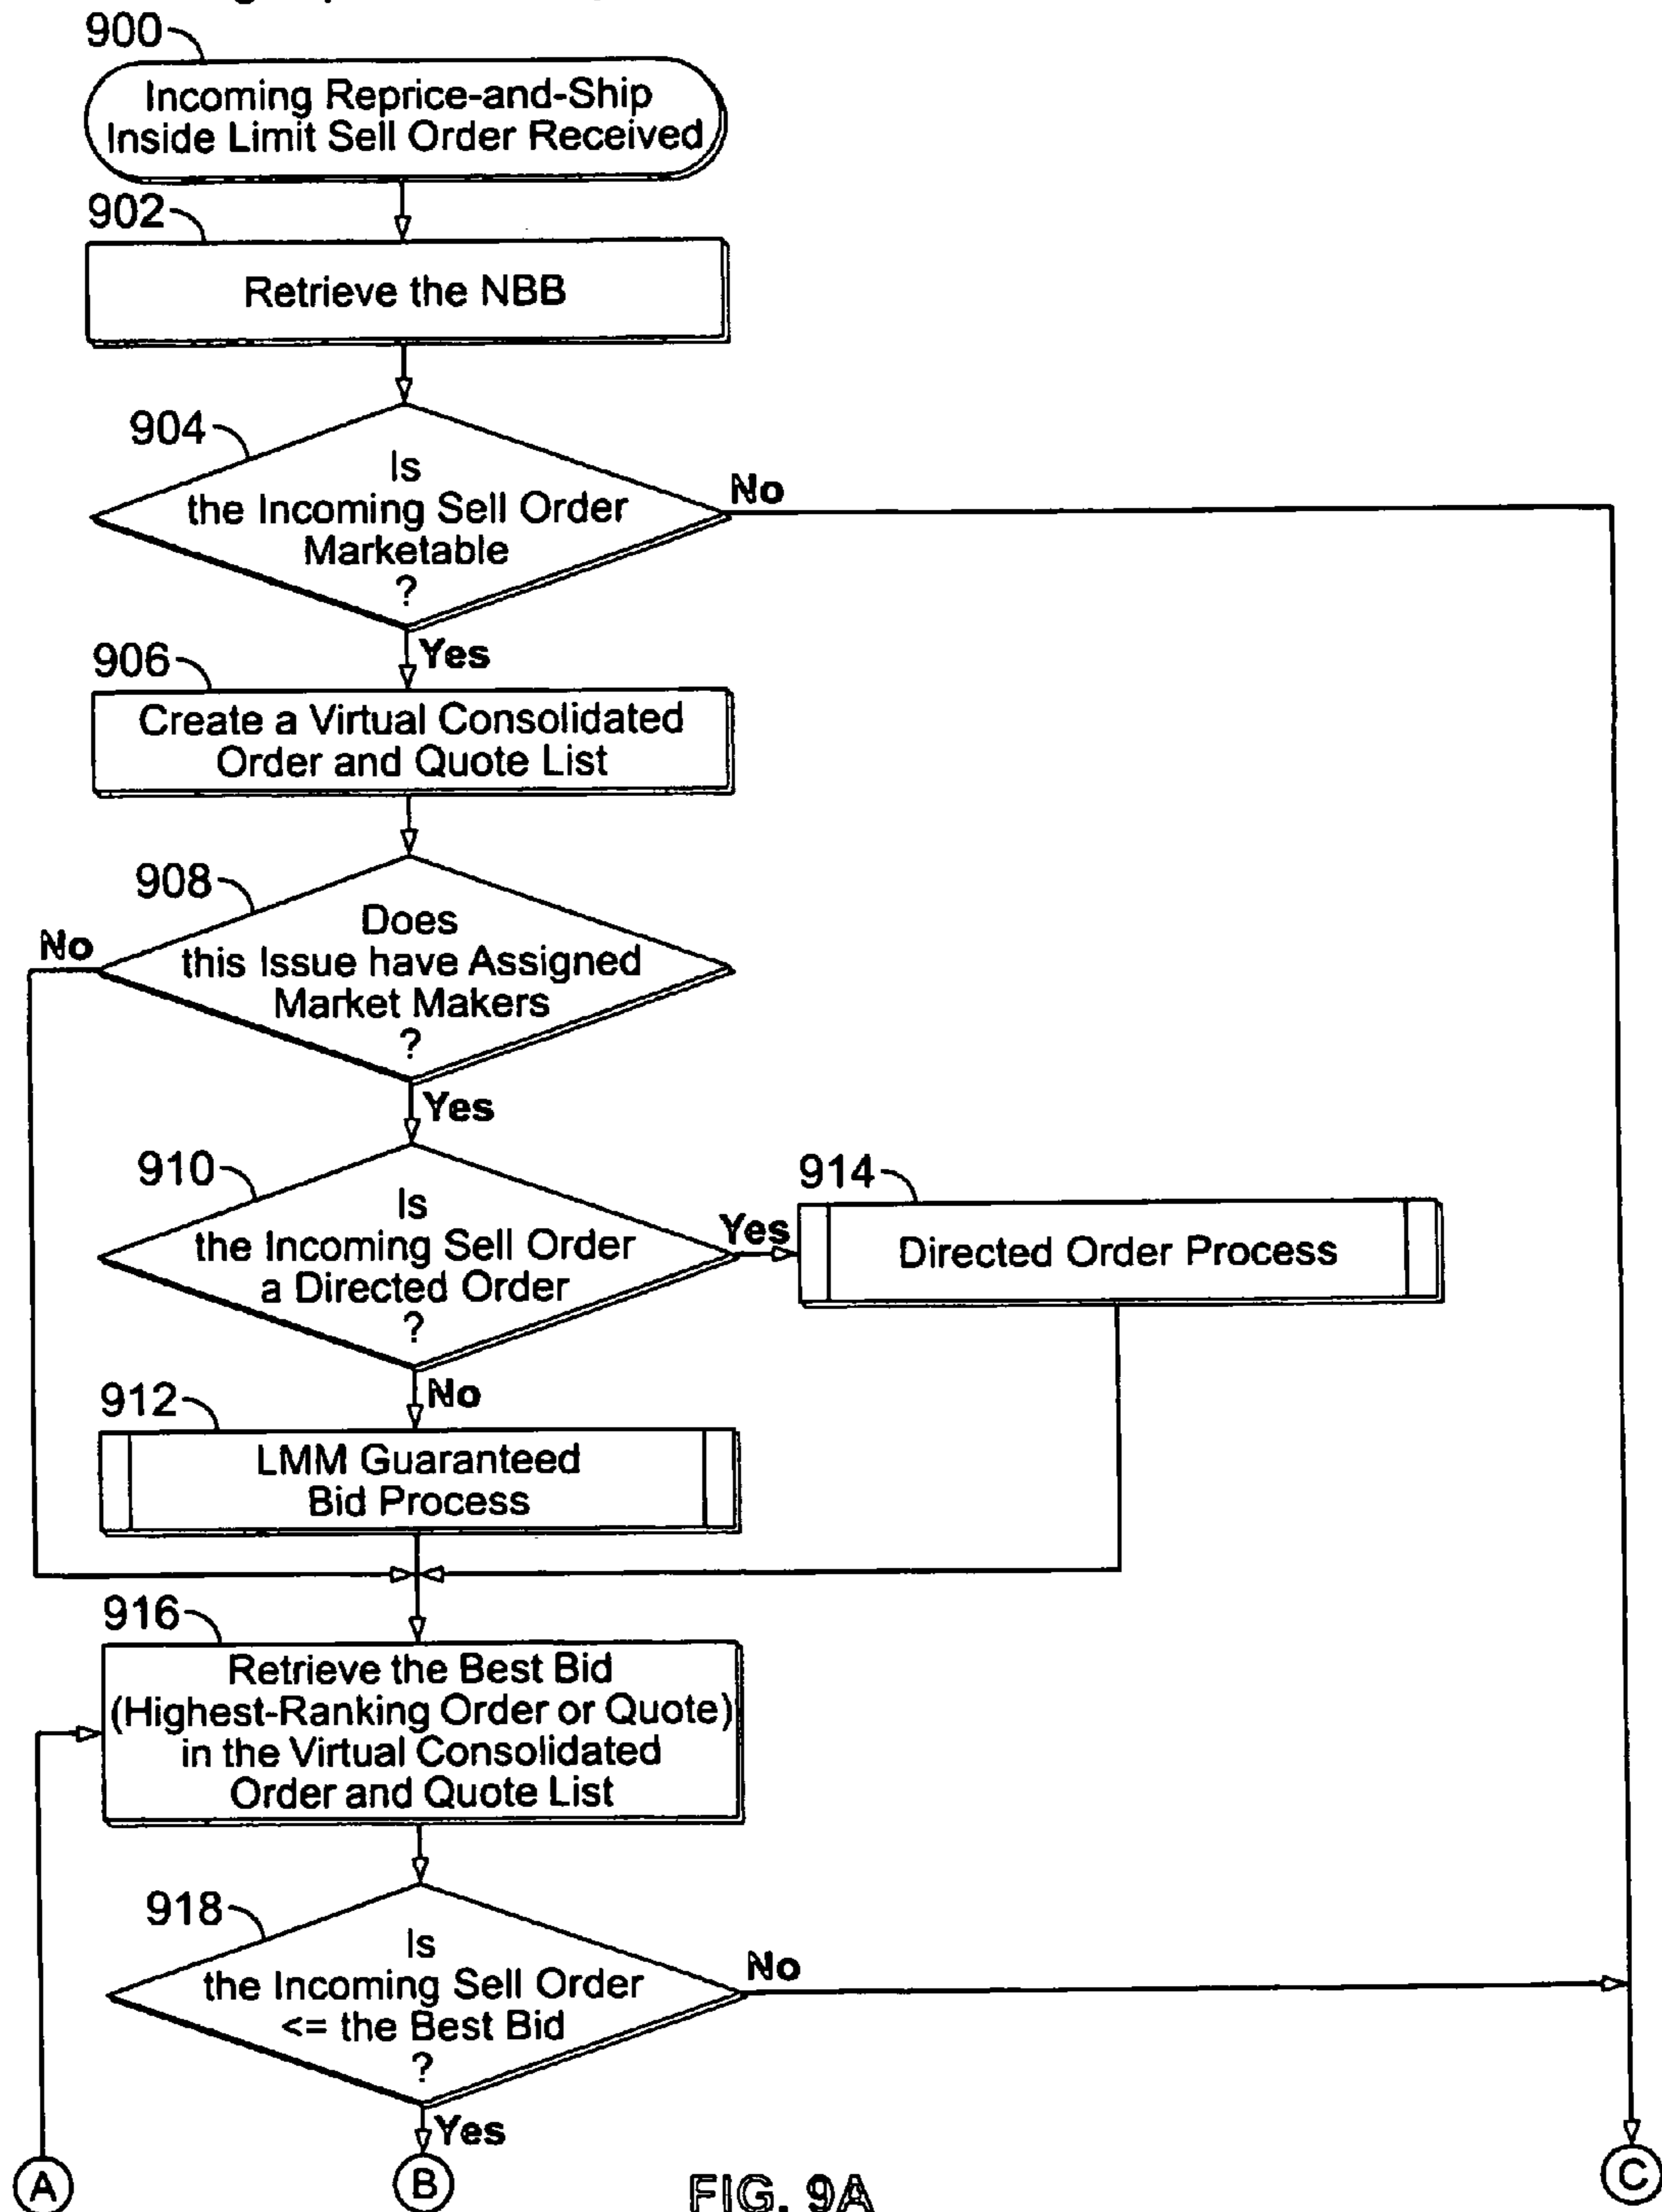 900
Incoming Reprice-and-Ship
Inside Limit Sell Order Received
902
Retrieve the NBB
904
Is
the Incoming Sell Order
Marketable
?
No
Yes
906
Create a Virtual Consolidated
Order and Quote List
908
Does
this Issue have Assigned
Market Makers
?
No
Yes
910
Is
the Incoming Sell Order
a Directed Order
?
Yes
914
Directed Order Process
No
912
LMM Guaranteed
Bid Process
916
Retrieve the Best Bid
(Highest-Ranking Order or Quote)
in the Virtual Consolidated
Order and Quote List
918
Is
the Incoming Sell Order
<= the Best Bid
?
No
Yes
A
B
C
FIG. 9A